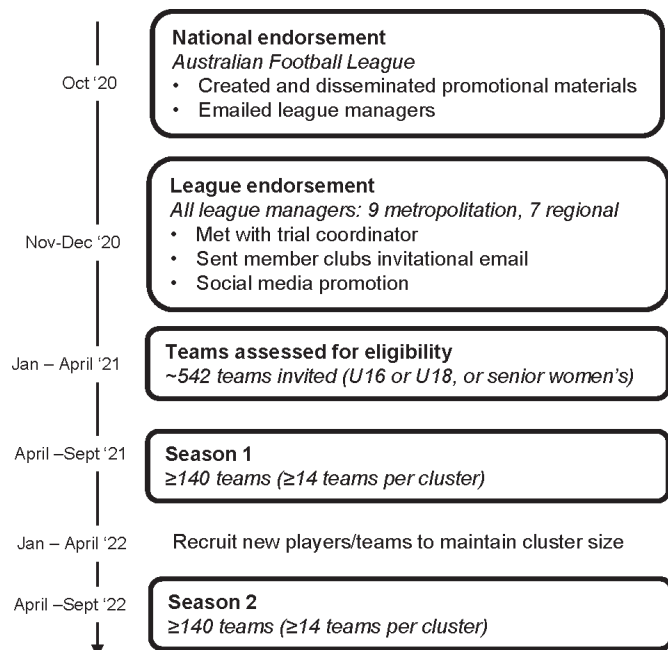 Oct ‘20
National endorsement
Australian Football League
• Created and disseminated promotional materials
• Emailed league managers
Nov-Dec ‘20
League endorsement
All league managers: 9 metropolitation, 7 regional
• Met with trial coordinator
• Sent member clubs invitational email
• Social media promotion
Jan – April ‘21
Teams assessed for eligibility
~542 teams invited (U16 or U18, or senior women’s)
April –Sept ‘21
Season 1
≥140 teams (≥14 teams per cluster)
Jan – April ‘22
Recruit new players/teams to maintain cluster size
April –Sept ‘22
Season 2
≥140 teams (≥14 teams per cluster)